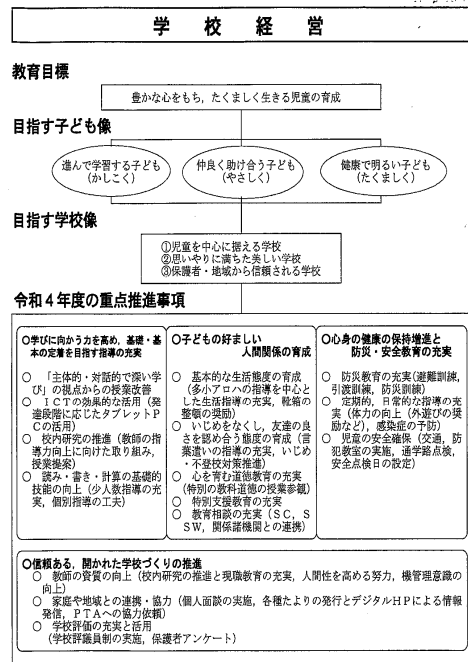 学校経営
教育目標
豊かな心をもち，たくましく生きる児童の育成
目指す子ども像
進んで学習する子ども
（かしこく）
仲良く助け合う子ども
（やさしく）
健康で明るい子ども
（たくましく）
目指す学校像
①児童を中心に据える学校
②思いやりに満ちた美しい学校
③保護者・地域から信頼される学校
令和４年度の重点推進事項
○学びに向かう力を高め，基礎・基
本の定着を目指す指導の充実
○　「主体的・対話的で深い学
び」の視点からの授業改善
○　ＩＣＴの効果的な活用（発
達段階に応じたタブレットＰ
Ｃの活用）
○　校内研究の推進（教師の指
導力向上に向けた取り組み，
授業提案）
○　読み・書き・計算の基礎的
技能の向上（少人数指導の充
実，個別指導の工夫）
○子どもの好ましい
人間関係の育成
○　基本的な生活態度の育成
（多小アロハの指導を中心と
した生活指導の充実，靴箱の
整頓の奨励）
○　いじめをなくし，友達の良
さを認め合う態度の育成（言
葉遣いの指導の充実，いじめ
・不登校対策推進）
○　心を育む道徳教育の充実
（特別の教科道徳の授業参観）
○　特別支援教育の充実
○　教育相談の充実（ＳＣ，Ｓ
ＳＷ，関係諸機関との連携）
○心身の健康の保持増進と
防災・安全教育の充実
○　防災教育の充実（避難訓練，
引渡訓練，防災訓練）
○　定期的，日常的な指導の充
実（体力の向上（外遊びの奨
励など），感染症の予防）
○　児童の安全確保（交通，防
犯教室の実施，通学路点検，
安全点検日の設定）
○信頼ある，開かれた学校づくりの推進
○　教師の資質の向上（校内研究の推進と現職教育の充実，人間性を高める努力，危機管理意識の
向上）
○　家庭や地域との連携・協力（個人面談の実施，各種たよりの発行とデジタルＨＰによる情報
発信，ＰＴＡへの協力依頼）
○　学校評価の充実と活用
（学校評議員制の実施，保護者アンケート）